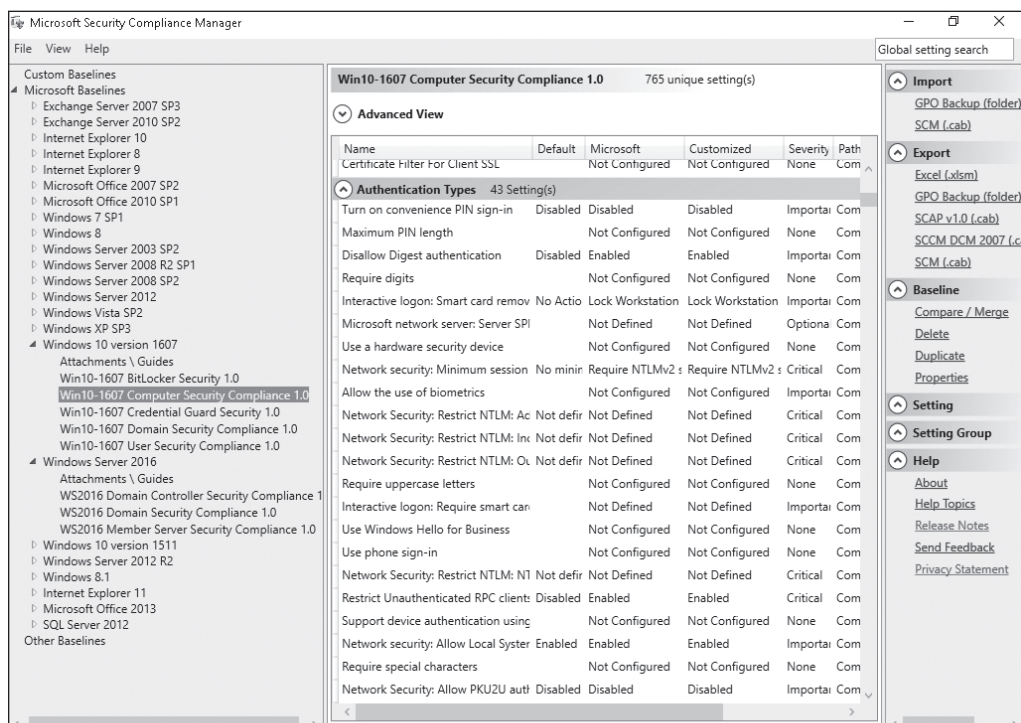 Microsoft Security Compliance Manager
File View Help
Global setting search
Custom Baselines
Microsoft Baselines
Exchange Server 2007 SP3
Exchange Server 2010 SP2
Internet Explorer 10
Internet Explorer 8
Internet Explorer 9
Microsoft Office 2007 SP2
Microsoft Office 2010 SP1
Windows 7 SP1
Windows 8
Windows Server 2003 SP2
Windows Server 2008 R2 SP1
Windows Server 2008 SP2
Windows Server 2012
Windows Vista SP2
Windows XP SP3
Windows 10 version 1607
Attachments \ Guides
Win10-1607 BitLocker Security 1.0
Win10-1607 Computer Security Compliance 1.0
Win10-1607 Credential Guard Security 1.0
Win10-1607 Domain Security Compliance 1.0
Win10-1607 User Security Compliance 1.0
Windows Server 2016
Attachments \ Guides
WS2016 Domain Controller Security Compliance 1
WS2016 Domain Security Compliance 1.0
WS2016 Member Server Security Compliance 1.0
Windows 10 version 1511
Windows Server 2012 R2
Windows 8.1
Internet Explorer 11
Microsoft Office 2013
SQL Server 2012
Other Baselines
Win10-1607 Computer Security Compliance 1.0 765 unique setting(s)
Advanced View
Name Default Microsoft Customized Severity Path
Certificate Filter For Client SSL Not Configured Not Configured None Com
Authentication Types 43 Setting(s)
Turn on convenience PIN sign-in Disabled Disabled Disabled Importai Com
Maximum PIN length Not Configured Not Configured None Com
Disallow Digest authentication Disabled Enabled Enabled Importai Com
Require digits Not Configured Not Configured None Com
Interactive logon: Smart card remov No Actio Lock Workstation Lock Workstation Importai Com
Microsoft network server: Server SPI Not Defined Not Defined Optiona Com
Use a hardware security device Not Configured Not Configured None Com
Network security: Minimum session No minin Require NTLMv2 s Require NTLMv2 s Critical Com
Allow the use of biometrics Not Configured Not Configured Importai Com
Network Security: Restrict NTLM: Ac Not defir Not Defined Not Defined Critical Com
Network Security: Restrict NTLM: Inc Not defir Not Defined Not Defined Critical Com
Network Security: Restrict NTLM: Ou Not defir Not Defined Not Defined Critical Com
Require uppercase letters Not Configured Not Configured None Com
Interactive logon: Require smart car Not Defined Not Defined Importai Com
Use Windows Hello for Business Not Configured Not Configured None Com
Use phone sign-in Not Configured Not Configured None Com
Network Security: Restrict NTLM: NT Not defir Not Defined Not Defined Critical Com
Restrict Unauthenticated RPC clients Disabled Enabled Enabled Critical Com
Support device authentication using Not Configured Not Configured None Com
Network security: Allow Local Syster Enabled Enabled Enabled Importai Com
Require special characters Not Configured Not Configured None Com
Network Security: Allow PKU2U auth Disabled Disabled Disabled Importai Com
Import
GPO Backup (folder)
SCM (.cab)
Export
Excel (.xlsm)
GPO Backup (folder)
SCAP v1.0 (.cab)
SCCM DCM 2007 (.c
SCM (.cab)
Baseline
Compare / Merge
Delete
Duplicate
Properties
Setting
Setting Group
Help
About
Help Topics
Release Notes
Send Feedback
Privacy Statement